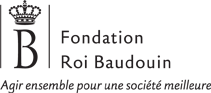 B
Fondation
Roi Baudouin
Agir ensemble pour une société meilleure